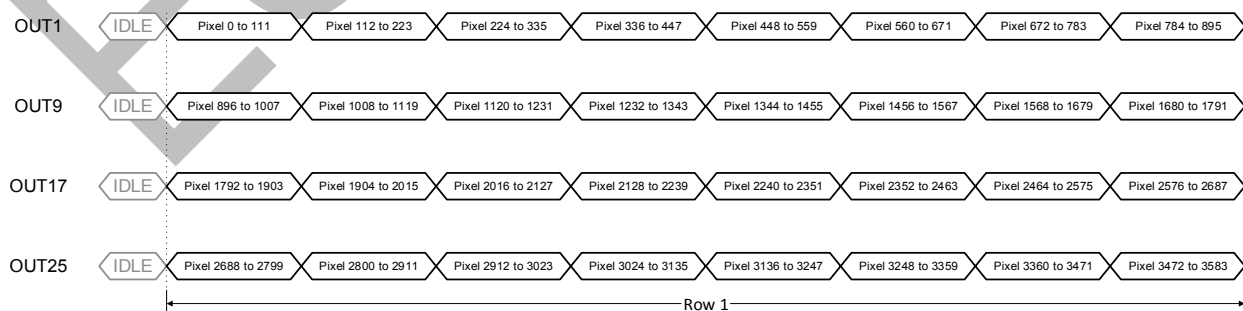 OUT1 IDLE Pixel 0 to 111 Pixel 112 to 223 Pixel 224 to 335 Pixel 336 to 447 Pixel 448 to 559 Pixel 560 to 671 Pixel 672 to 783 Pixel 784 to 895
OUT9 IDLE Pixel 896 to 1007 Pixel 1008 to 1119 Pixel 1120 to 1231 Pixel 1232 to 1343 Pixel 1344 to 1455 Pixel 1456 to 1567 Pixel 1568 to 1679 Pixel 1680 to 1791
OUT17 IDLE Pixel 1792 to 1903 Pixel 1904 to 2015 Pixel 2016 to 2127 Pixel 2128 to 2239 Pixel 2240 to 2351 Pixel 2352 to 2463 Pixel 2464 to 2575 Pixel 2576 to 2687
OUT25 IDLE Pixel 2688 to 2799 Pixel 2800 to 2911 Pixel 2912 to 3023 Pixel 3024 to 3135 Pixel 3136 to 3247 Pixel 3248 to 3359 Pixel 3360 to 3471 Pixel 3472 to 3583
Row 1